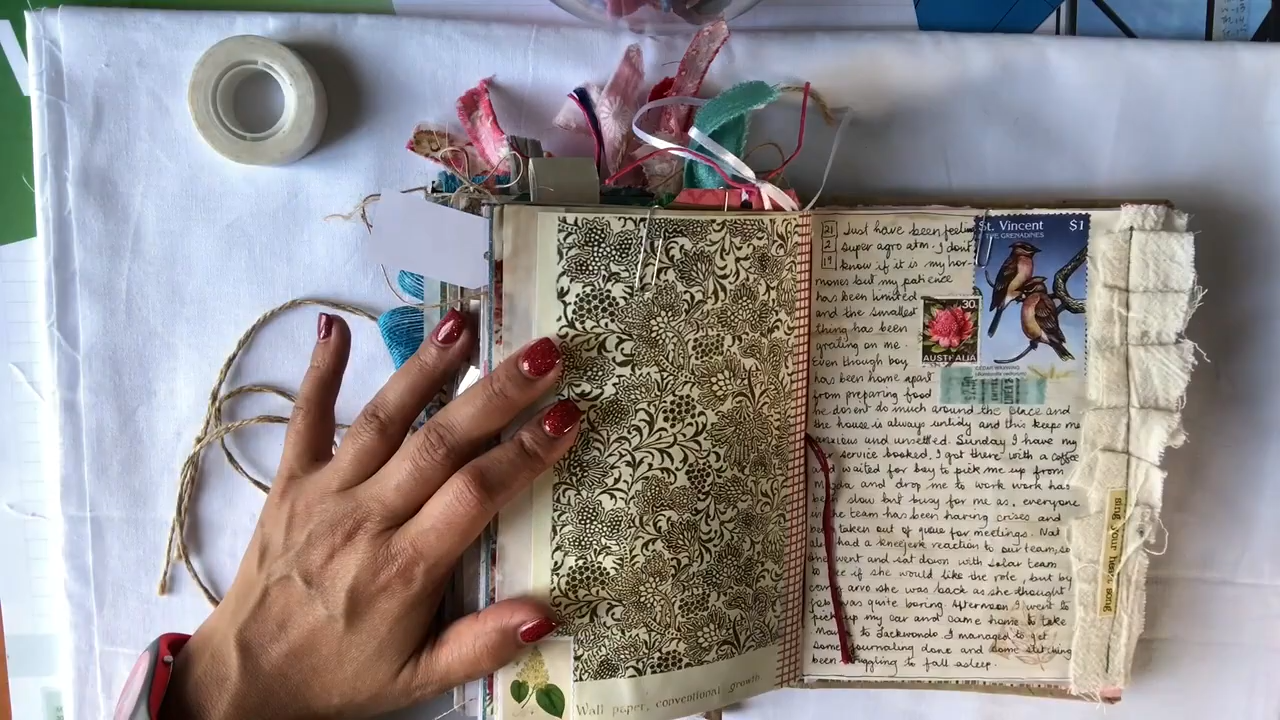 Wall paper, conventional growth.
21 Just have been feelin
2 super agro atm. I don't
19 know if it is my hor-
mones but my patience
has been limited
and the smallest
thing has been
grating on me.
Even though boy
has been home apart
from preparing food
he dosent do much around the place and
the house is always untidy and this keeps me
anxious and unsettled. Sunday I have my
service booked. I got there with a coffee
and waited for boy to pick me up from
and drop me to work work has
been slow but busy for me as. everyone
in the team has been having crises and
been taken out of queue for meetings. Nat
also had a kneejerk reaction to our team, so
she went and sat down with solar team
to see if she would like the role, but by
arvo she was back as she thought
job was quite boring. Afternoon I went to
pick up my car and came home to take
to Taekwondo. I managed to get
some journaling done and some stitching
been struggling to fall asleep.
St. Vincent $1
& THE GRENADINES
CEDAR WAXWING
30c
AUSTRALIA
sing your heart's song